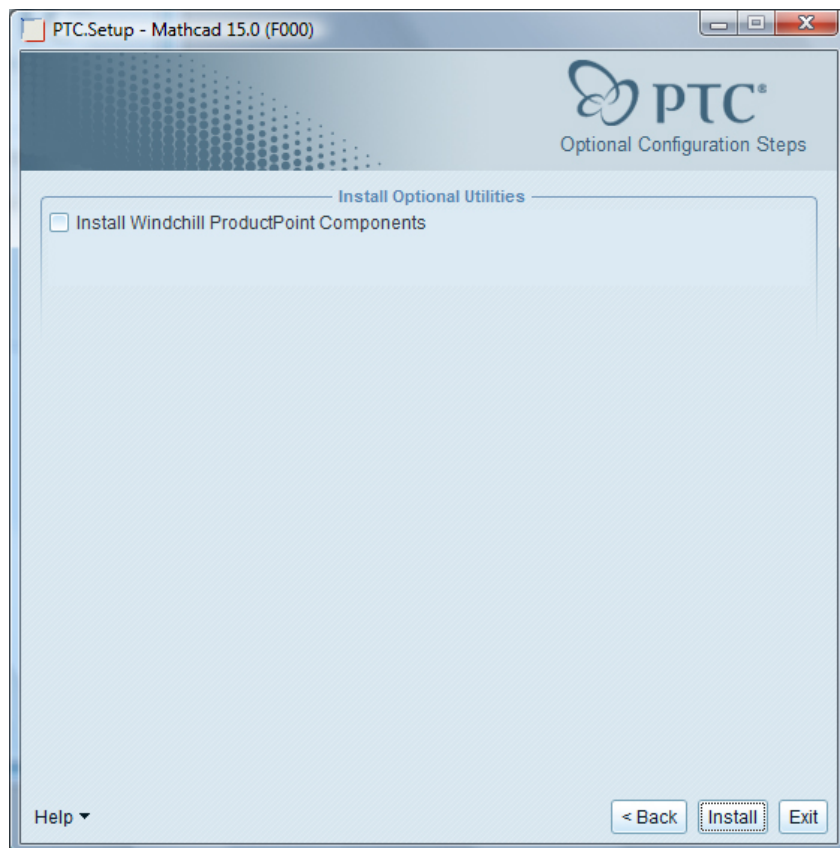 PTC.Setup - Mathcad 15.0 (F000)
PTC®
Optional Configuration Steps
Install Optional Utilities
Install Windchill ProductPoint Components
Help
< Back Install Exit